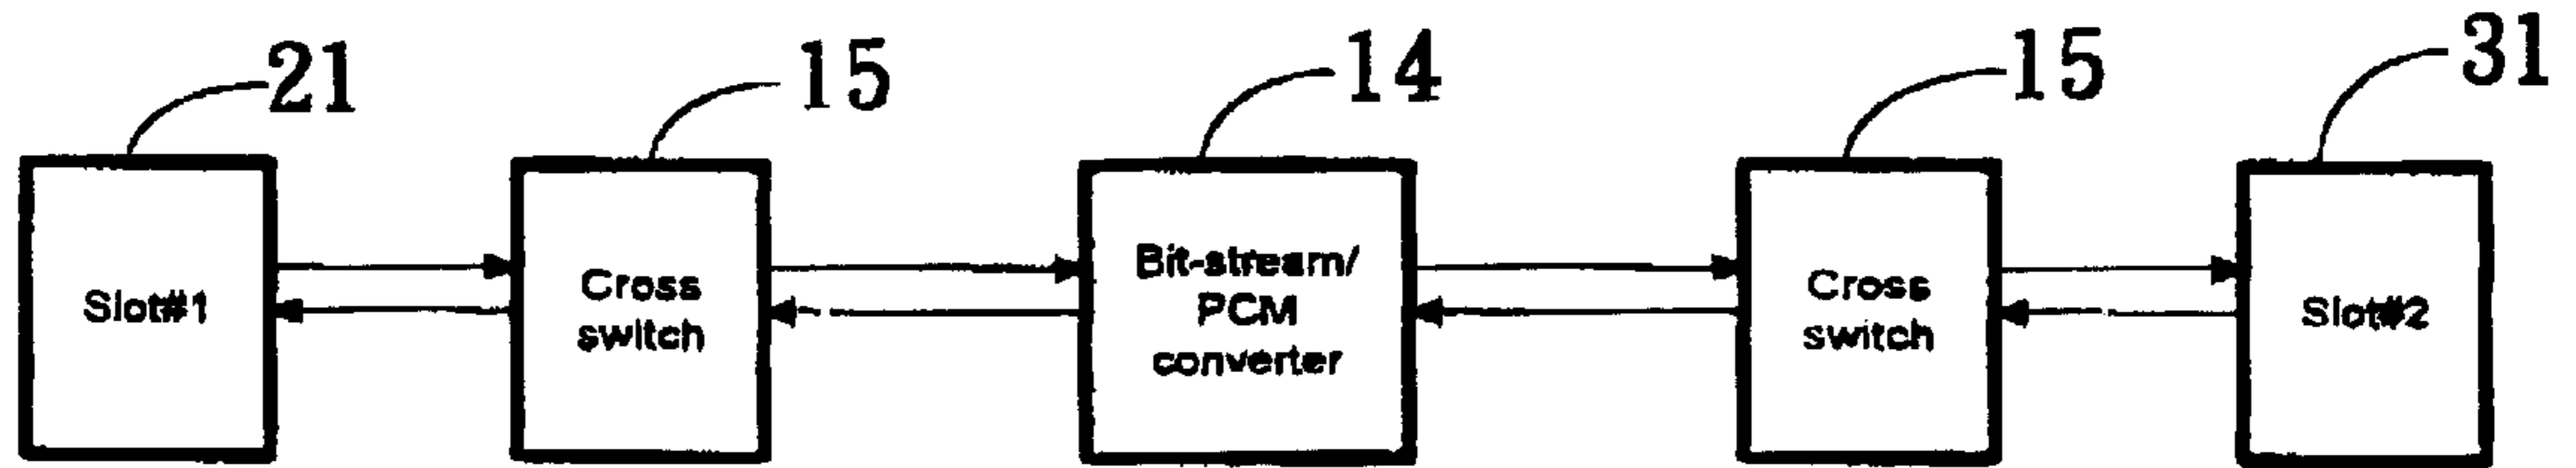 21
15
14
15
31
Slot#1
Cross
switch
Bit-stream/
PCM
converter
Cross
switch
Slot#2